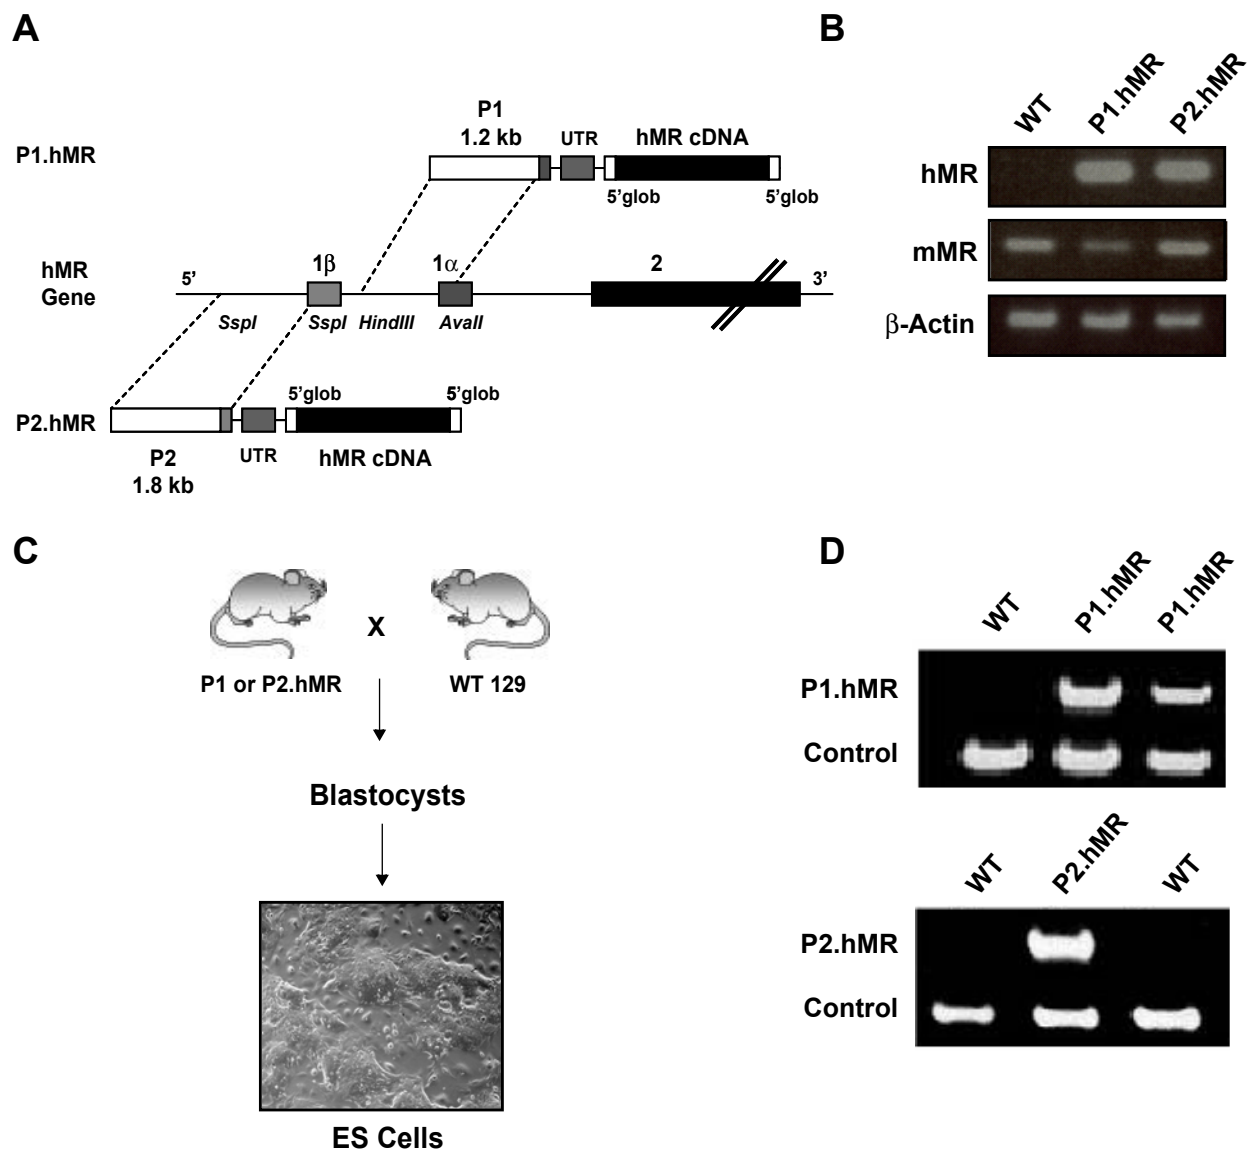 A
P1
1.2 kb
UTR
hMR cDNA
P1.hMR
5'glob
5'glob
hMR
Gene
5'
1β
1α
2
3'
SspI
SspI
HindIII
AvaII
5'glob
5'glob
P2.hMR
P2
1.8 kb
UTR
hMR cDNA
B
WT
P1.hMR
P2.hMR
hMR
mMR
β-Actin
C
X
P1 or P2.hMR
WT 129
Blastocysts
ES Cells
D
WT
P1.hMR
P1.hMR
P1.hMR
Control
WT
P2.hMR
WT
P2.hMR
Control